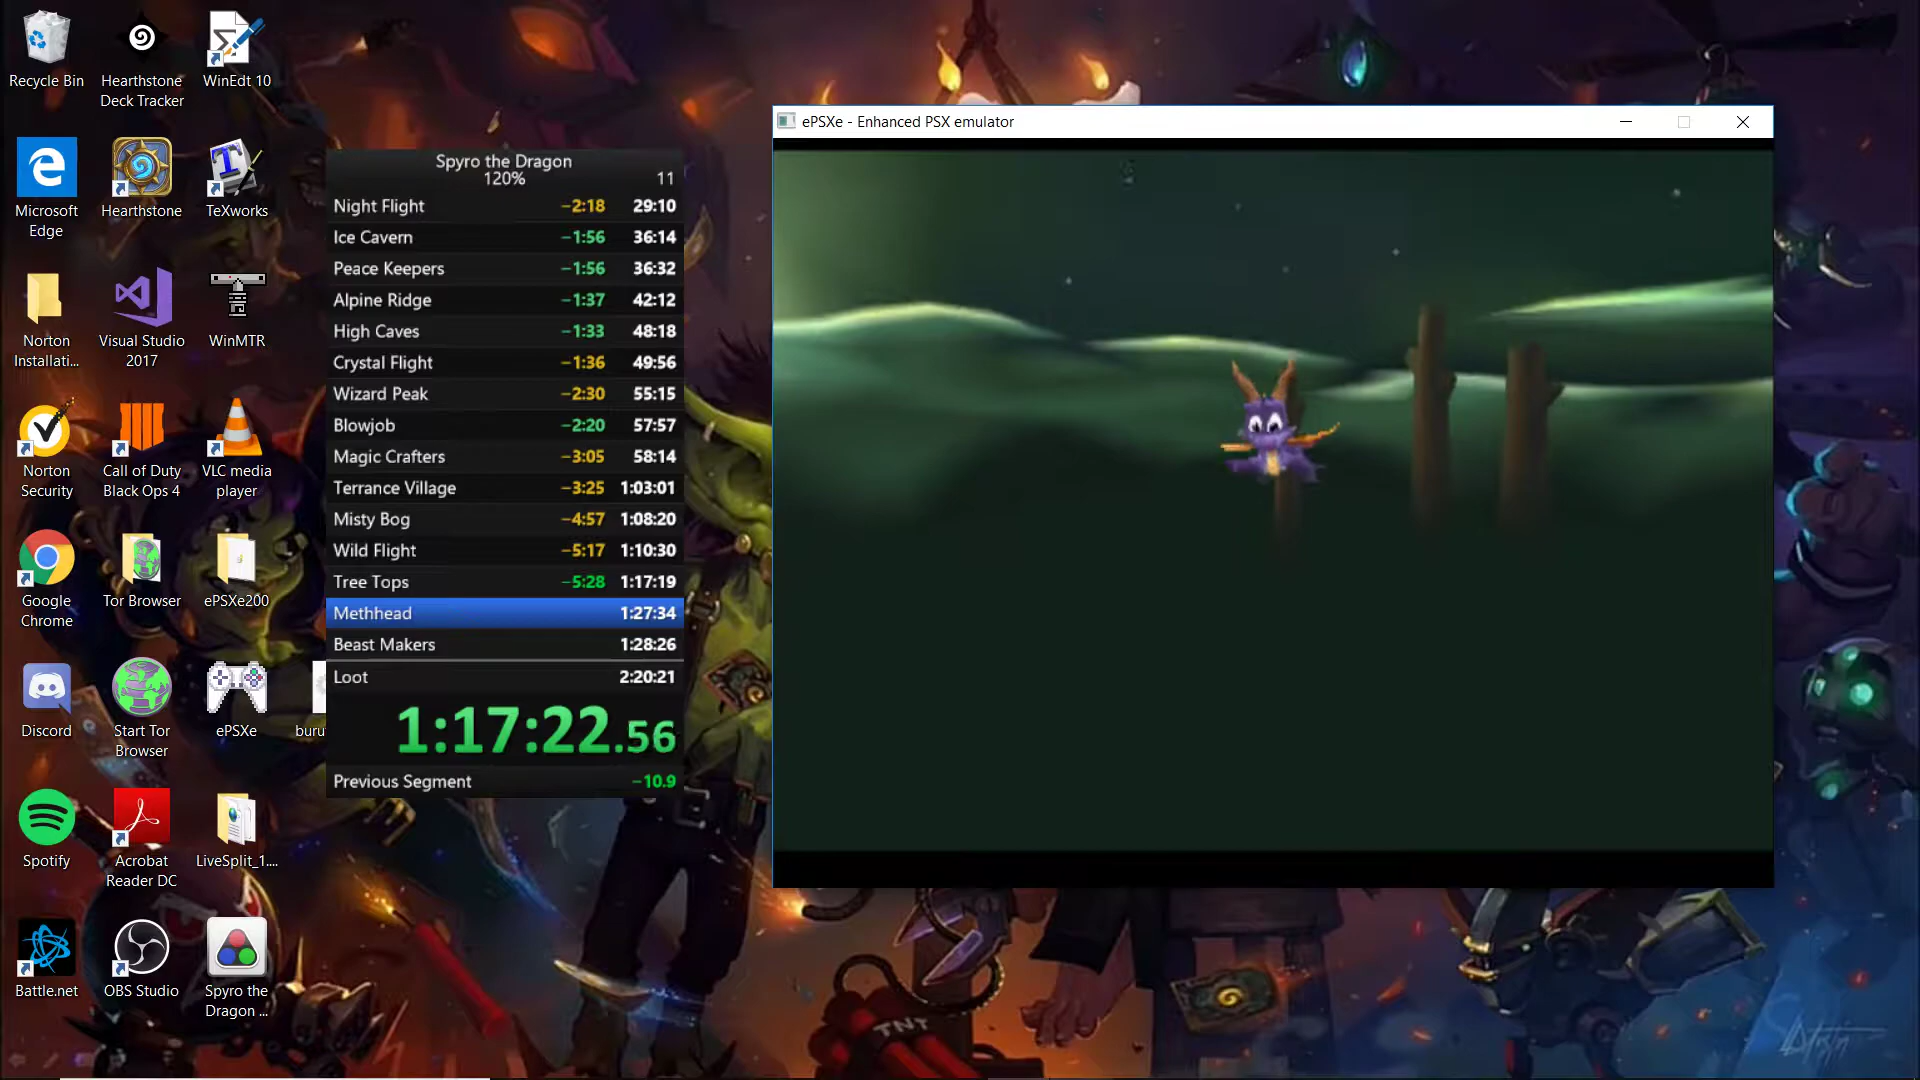 Recycle Bin
Hearthstone
Deck Tracker
WinEdt 10
Microsoft
Edge
Hearthstone
TeXworks
Norton
Installati...
Visual Studio
2017
WinMTR
Norton
Security
Call of Duty
Black Ops 4
VLC media
player
Google
Chrome
Tor Browser
ePSXe200
Discord
Start Tor
Browser
ePSXe
buru
Spotify
Acrobat
Reader DC
LiveSplit_1....
Battle.net
OBS Studio
Spyro the
Dragon ...
Spyro the Dragon
120% 11
Night Flight −2:18 29:10
Ice Cavern −1:56 36:14
Peace Keepers −1:56 36:32
Alpine Ridge −1:37 42:12
High Caves −1:33 48:18
Crystal Flight −1:36 49:56
Wizard Peak −2:30 55:15
Blowjob −2:20 57:57
Magic Crafters −3:05 58:14
Terrance Village −3:25 1:03:01
Misty Bog −4:57 1:08:20
Wild Flight −5:17 1:10:30
Tree Tops −5:28 1:17:19
Methhead 1:27:34
Beast Makers 1:28:26
Loot 2:20:21
1:17:22.56
Previous Segment −10.9
ePSXe - Enhanced PSX emulator
TNT